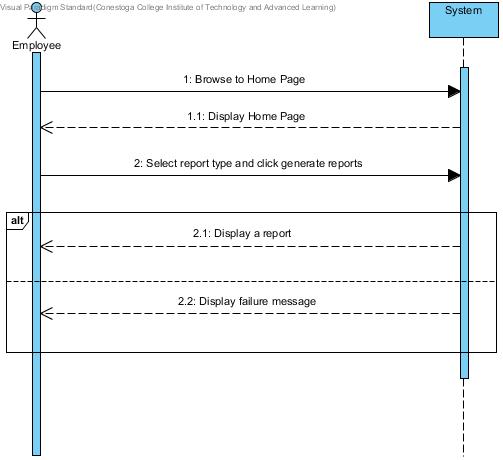 Visual Paradigm Standard(Conestoga College Institute of Technology and Advanced Learning)
System
Employee
1: Browse to Home Page
1.1: Display Home Page
2: Select report type and click generate reports
alt
2.1: Display a report
2.2: Display failure message